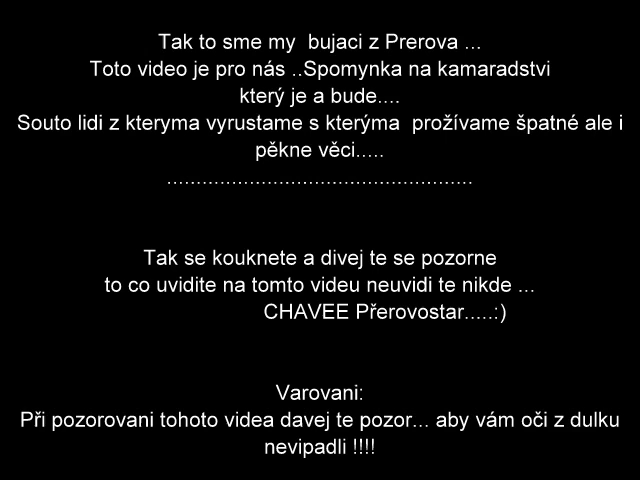 Tak to sme my  bujaci z Prerova ...
Toto video je pro nás ..Spomynka na kamaradstvi
který je a bude....
Souto lidi z kteryma vyrustame s kterýma  prožívame špatné ale i
pěkne věci.....
....................................................
Tak se kouknete a divej te se pozorne
to co uvidite na tomto videu neuvidi te nikde ...
CHAVEE Přerovostar.....:)
Varovani:
Při pozorovani tohoto videa davej te pozor... aby vám oči z dulku
nevipadli !!!!